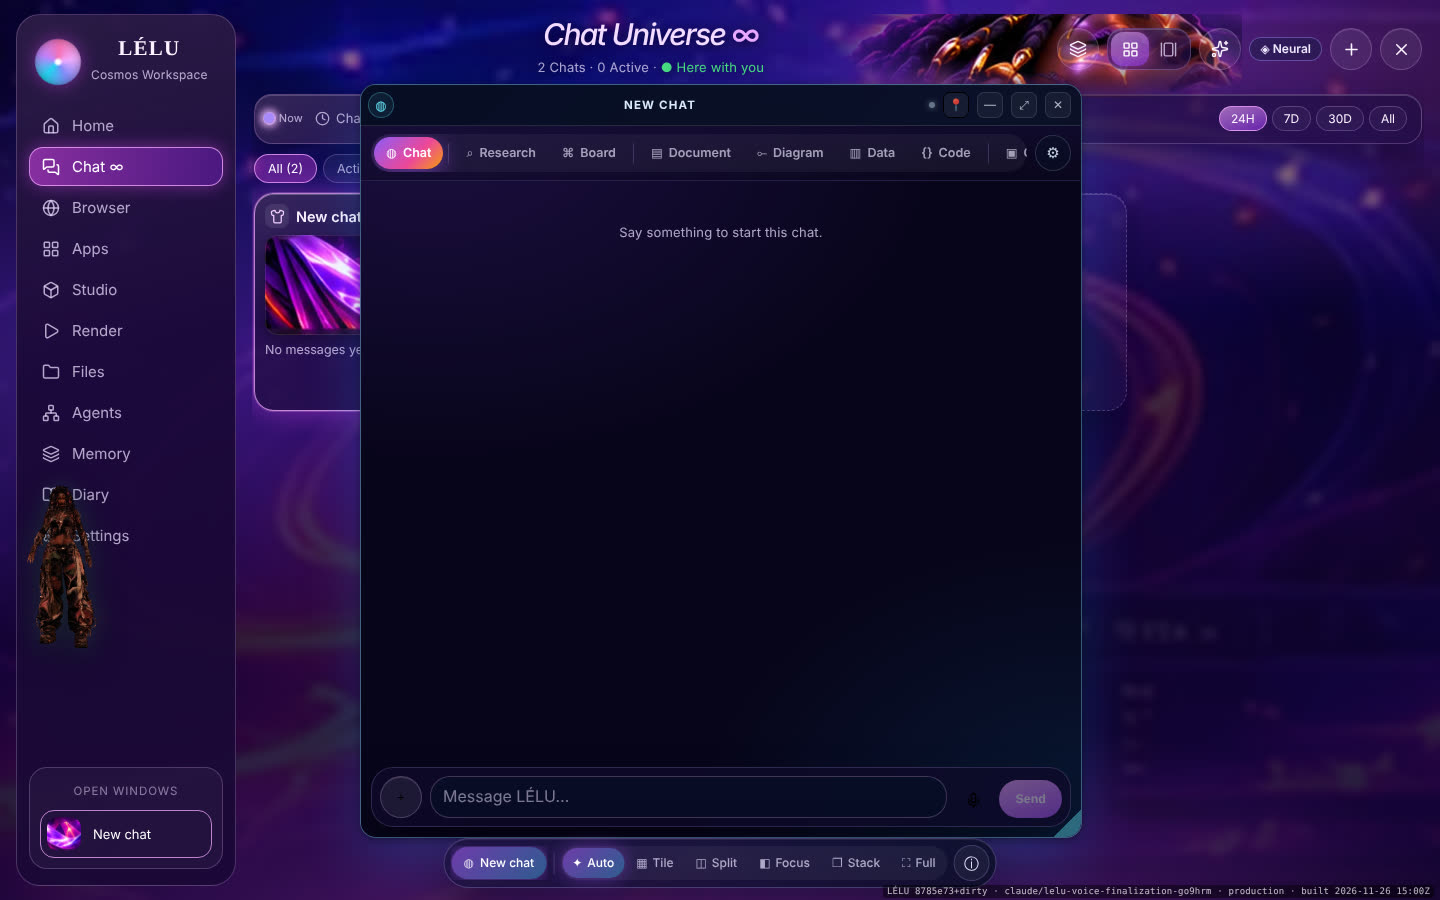 LÉLU
Cosmos Workspace
Home
Chat ∞
Browser
Apps
Studio
Render
Files
Agents
Memory
Diary
ettings
OPEN WINDOWS
New chat
Chat Universe ∞
2 Chats · 0 Active · Here with you
◈ Neural
Now
Cha
24H
7D
30D
All
All (2)
Acti
New chat
No messages ye
NEW CHAT
Chat
Research
Board
Document
Diagram
Data
{} Code
Say something to start this chat.
Message LÉLU...
Send
New chat
Auto
Tile
Split
Focus
Stack
Full
LÉLU 8785e73+dirty · claude/lelu-voice-finalization-go9hrm · production · built 2026-11-26 15:00Z